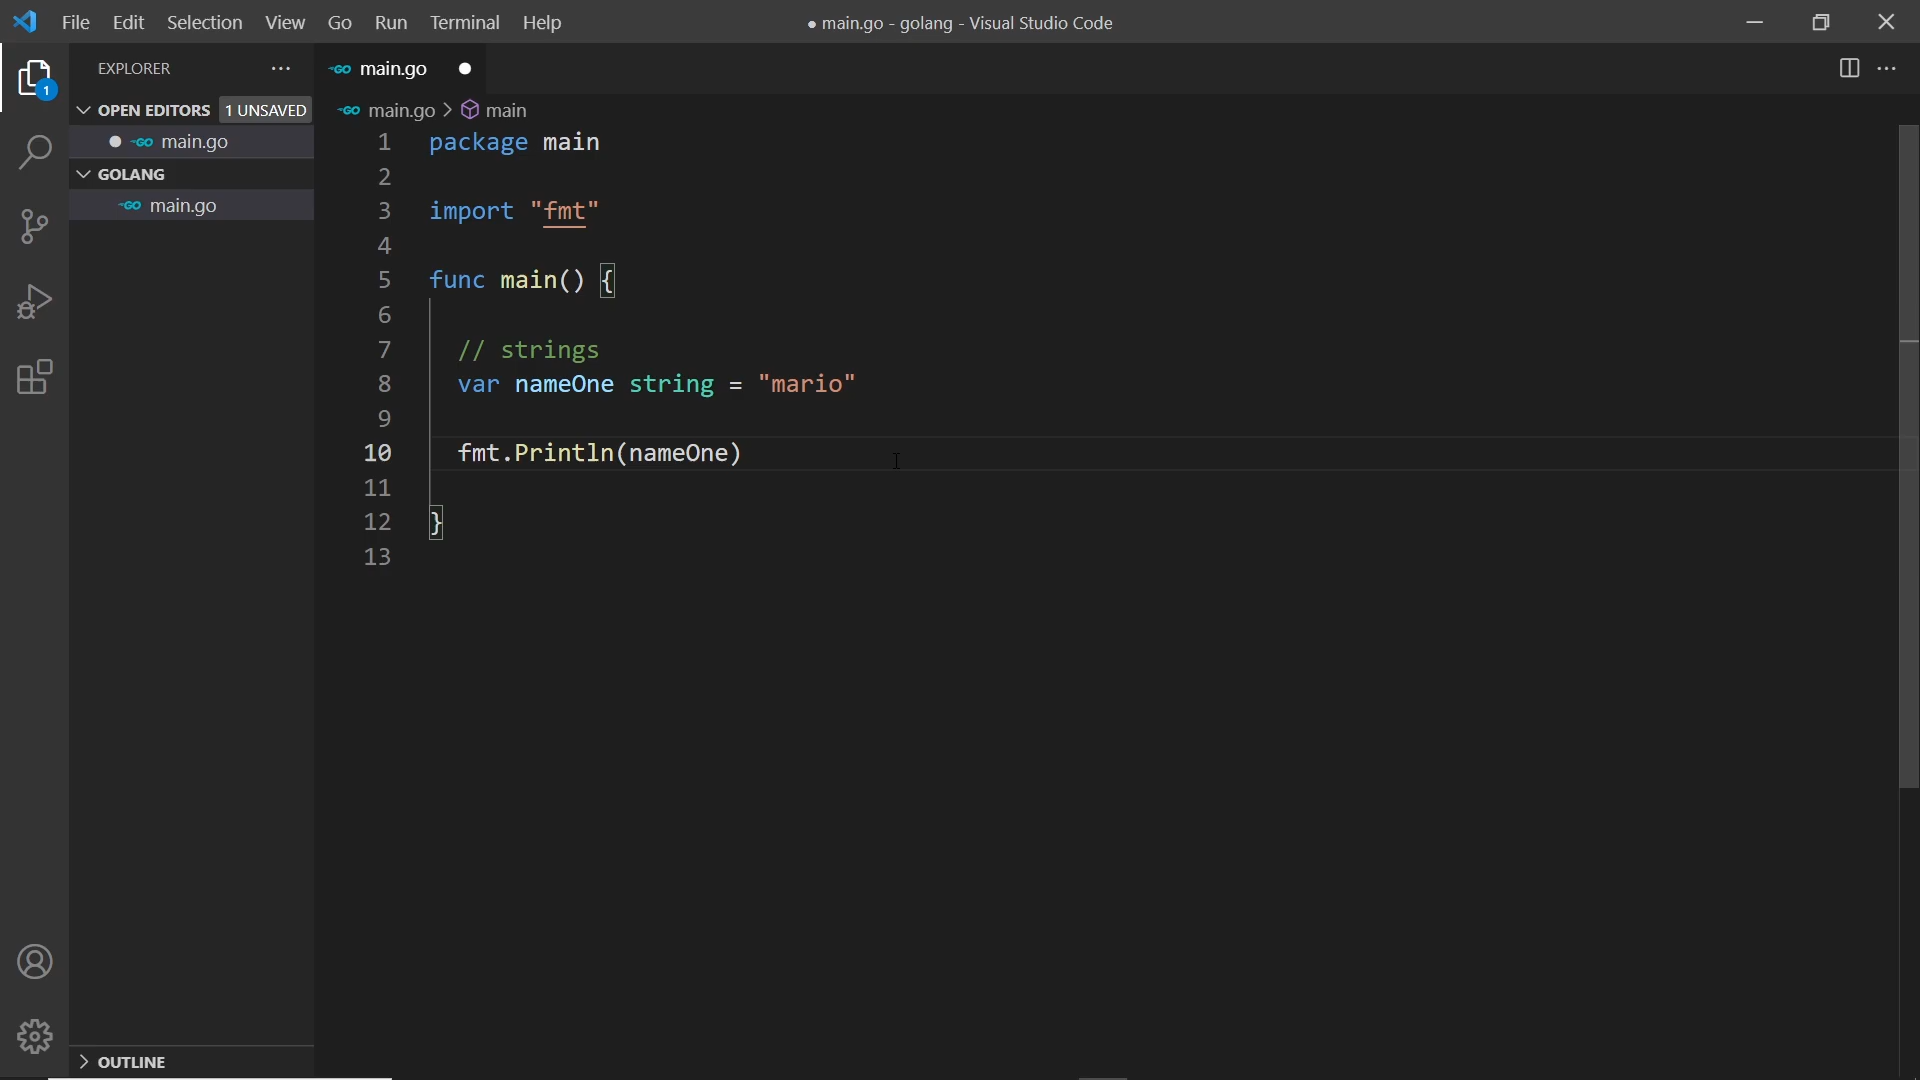 File Edit Selection View Go Run Terminal Help
● main.go - golang - Visual Studio Code
EXPLORER
main.go
1
OPEN EDITORS 1 UNSAVED
main.go
GOLANG
main.go
OUTLINE
main.go > main
1 package main
2
3 import "fmt"
4
5 func main() {
6
7 // strings
8 var nameOne string = "mario"
9
10 fmt.Println(nameOne)
11
12 }
13